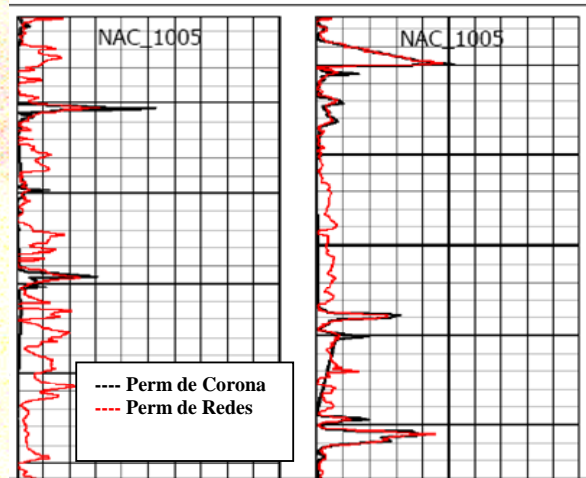 NAC_1005
NAC_1005
---- Perm de Corona
---- Perm de Redes